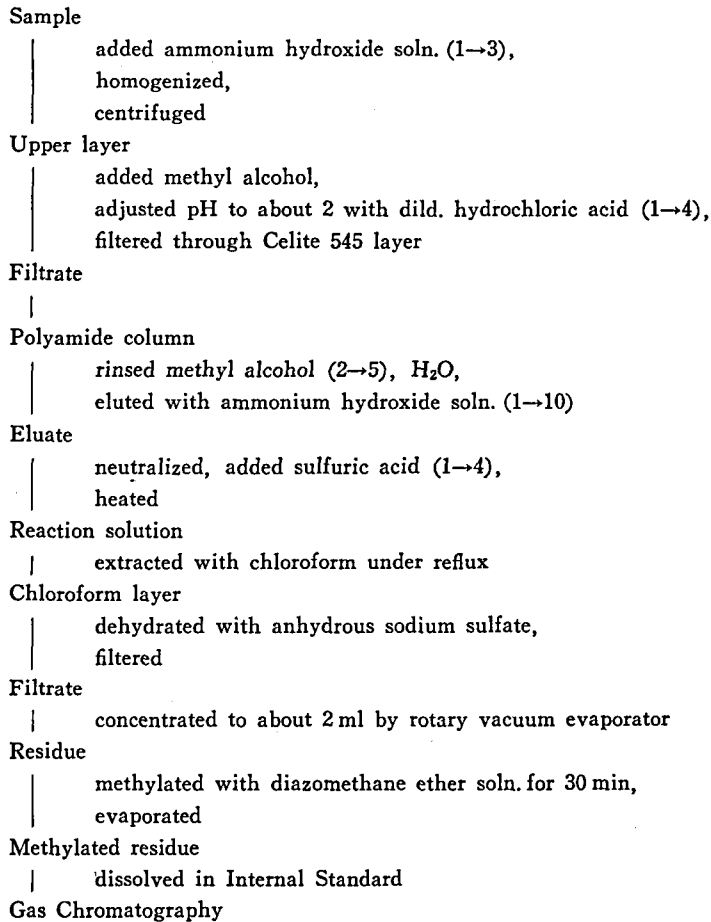 Sample
added ammonium hydroxide soln. (1→3),
homogenized,
centrifuged
Upper layer
added methyl alcohol,
adjusted pH to about 2 with dild. hydrochloric acid (1→4),
filtered through Celite 545 layer
Filtrate
Polyamide column
rinsed methyl alcohol (2→5), H₂O,
eluted with ammonium hydroxide soln. (1→10)
Eluate
neutralized, added sulfuric acid (1→4),
heated
Reaction solution
extracted with chloroform under reflux
Chloroform layer
dehydrated with anhydrous sodium sulfate,
filtered
Filtrate
concentrated to about 2 ml by rotary vacuum evaporator
Residue
methylated with diazomethane ether soln. for 30 min,
evaporated
Methylated residue
dissolved in Internal Standard
Gas Chromatography